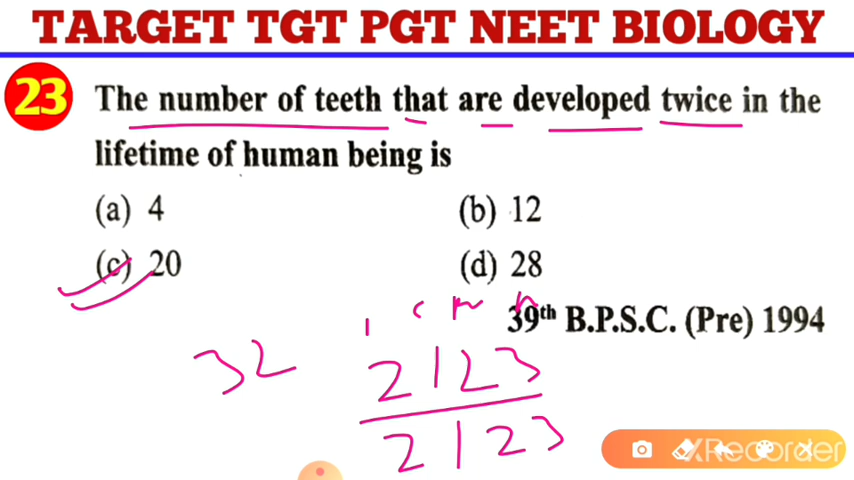 TARGET TGT PGT NEET BIOLOGY
23 The number of teeth that are developed twice in the
lifetime of human being is
(a) 4 (b) 12
(c) 20 (d) 28
39th B.P.S.C. (Pre) 1994
I C
32 2 1 2 3
2 1 2 3
XRecorder